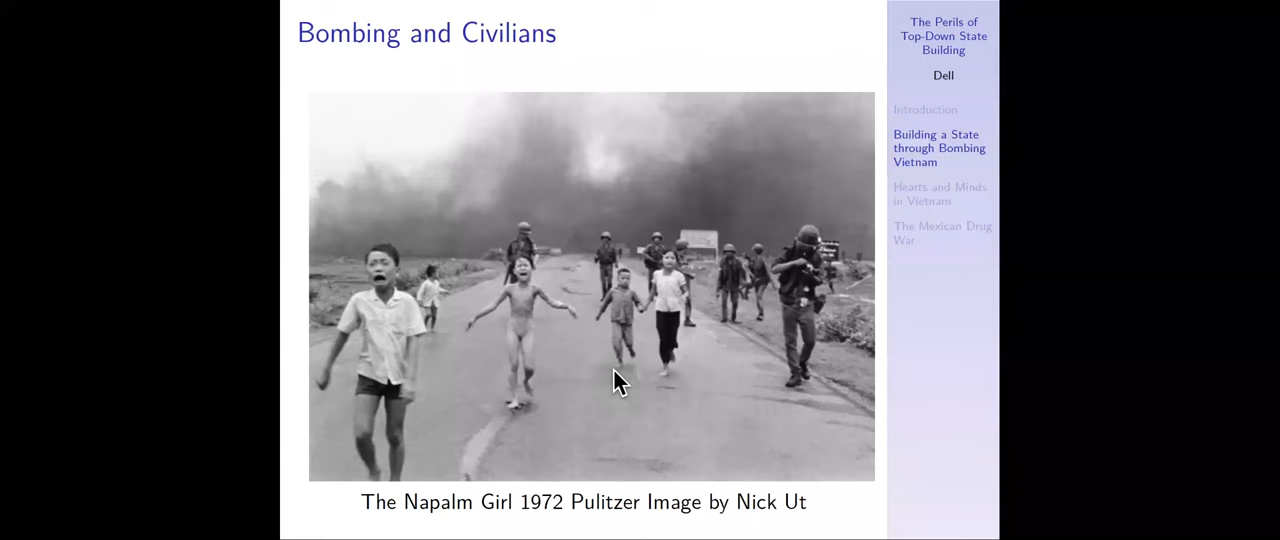 Bombing and Civilians
The Napalm Girl 1972 Pulitzer Image by Nick Ut
The Perils of
Top-Down State
Building
Dell
Introduction
Building a State
through Bombing
Vietnam
Hearts and Minds
in Vietnam
The Mexican Drug
War